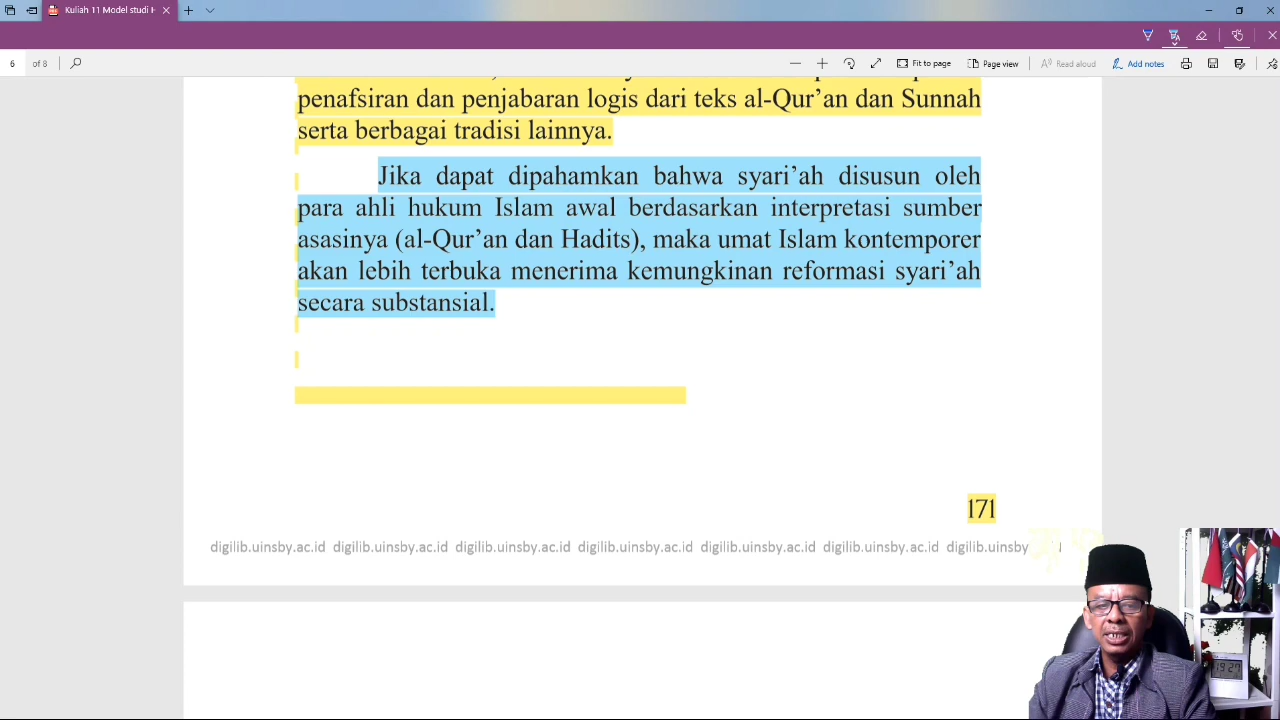 Kuliah 11 Model studi H
6 of 8
Fit to page
Page view
Read aloud
Add notes
penafsiran dan penjabaran logis dari teks al-Qur’an dan Sunnah
serta berbagai tradisi lainnya.
Jika dapat dipahamkan bahwa syari’ah disusun oleh
para ahli hukum Islam awal berdasarkan interpretasi sumber
asasinya (al-Qur’an dan Hadits), maka umat Islam kontemporer
akan lebih terbuka menerima kemungkinan reformasi syari’ah
secara substansial.
171
digilib.uinsby.ac.id digilib.uinsby.ac.id digilib.uinsby.ac.id digilib.uinsby.ac.id digilib.uinsby.ac.id digilib.uinsby.ac.id digilib.uinsby
19:27